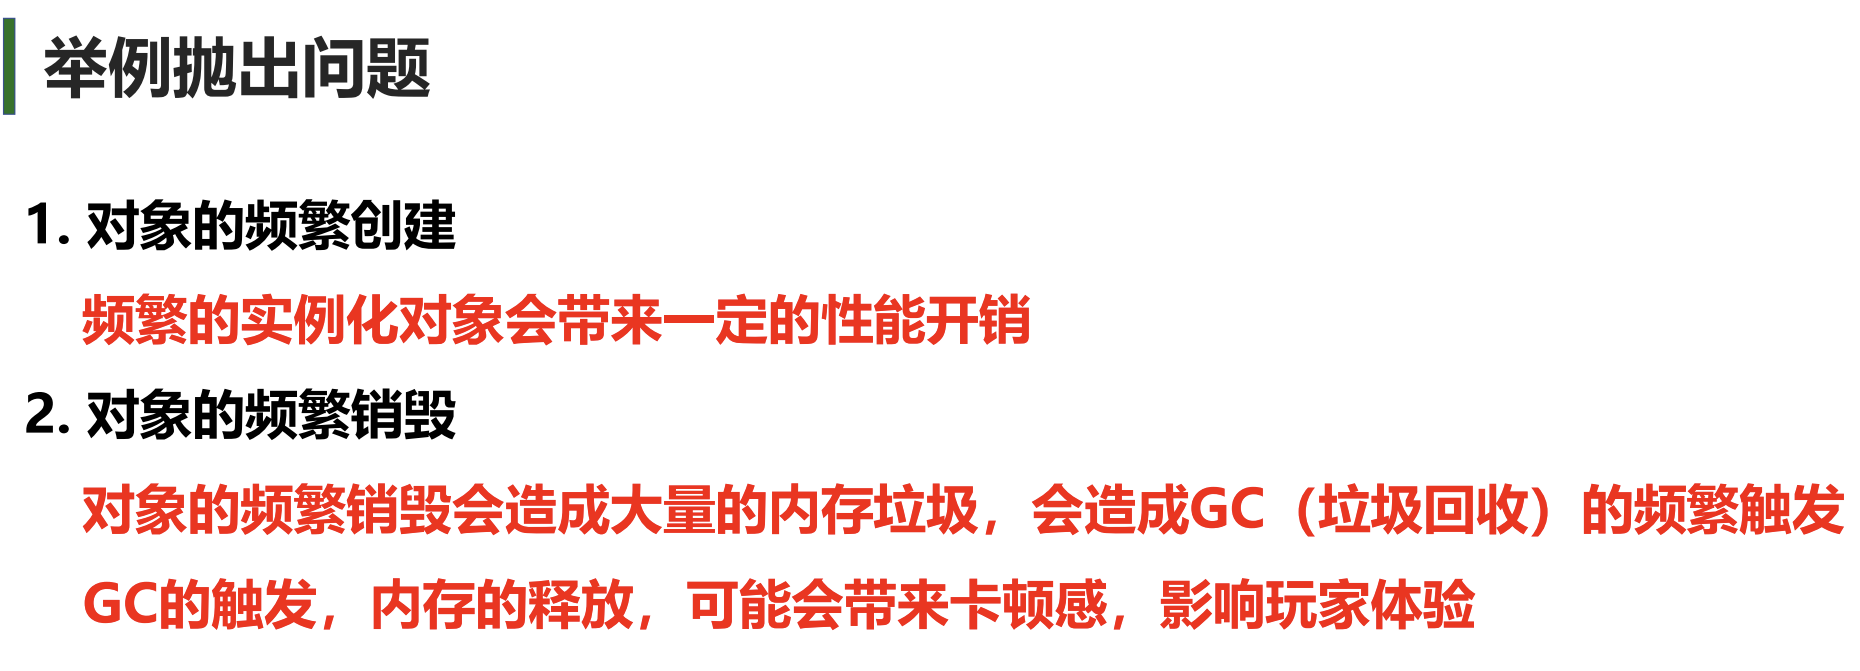 举例抛出问题
1. 对象的频繁创建
频繁的实例化对象会带来一定的性能开销
2. 对象的频繁销毁
对象的频繁销毁会造成大量的内存垃圾，会造成GC（垃圾回收）的频繁触发
GC的触发，内存的释放，可能会带来卡顿感，影响玩家体验